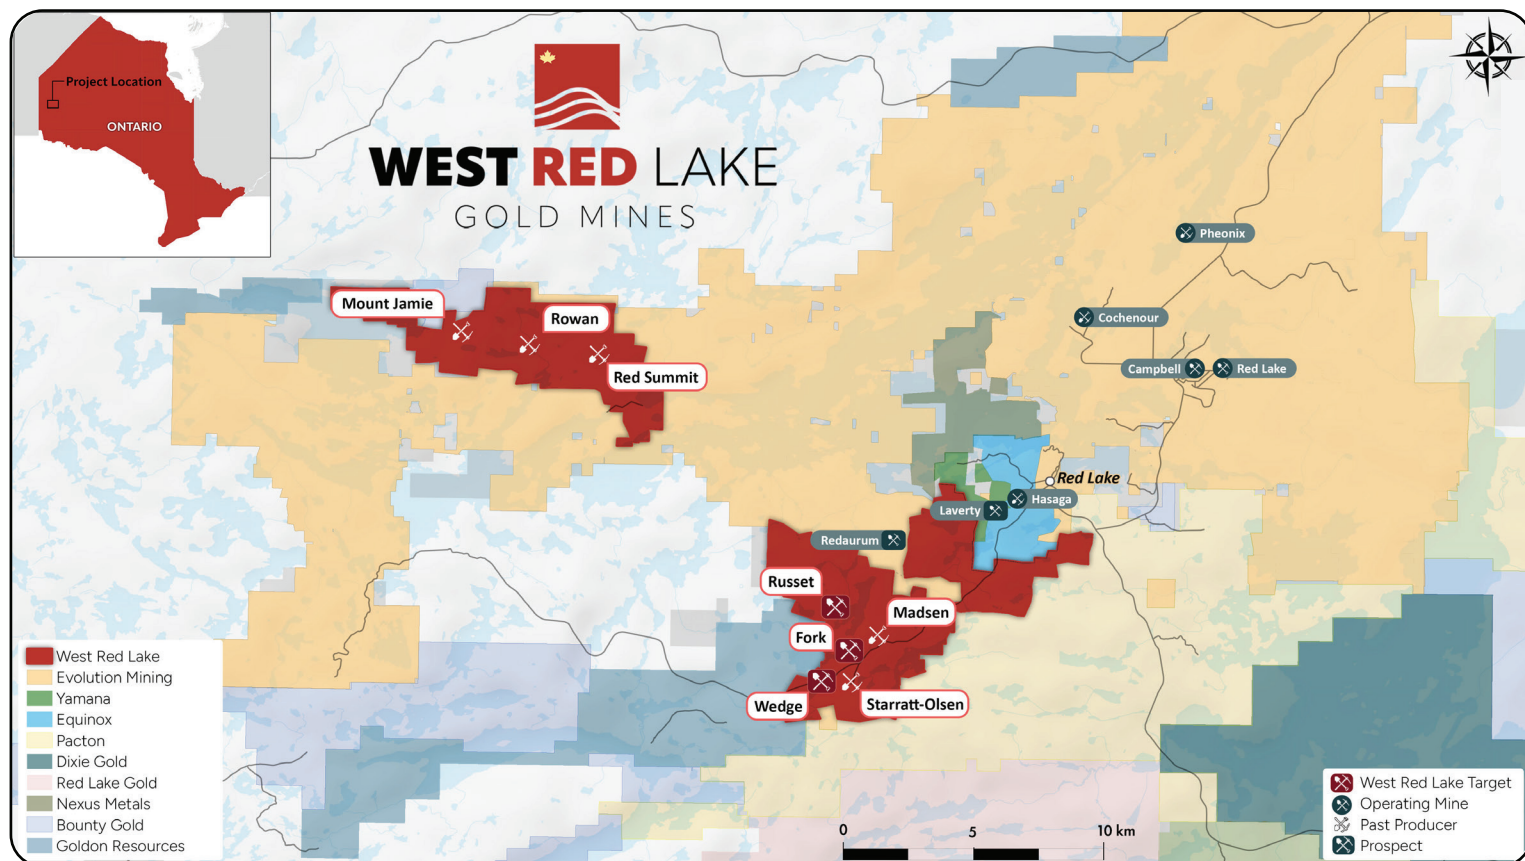 Project Location
ONTARIO
WEST RED LAKE
GOLD MINES
Pheonix
Cochenour
Campbell
Red Lake
Mount Jamie
Rowan
Red Summit
Red Lake
Hasaga
Laverty
Redaurum
Russet
Madsen
Fork
Wedge
Starratt-Olsen
West Red Lake
Evolution Mining
Yamana
Equinox
Pacton
Dixie Gold
Red Lake Gold
Nexus Metals
Bounty Gold
Goldon Resources
0 5 10 km
West Red Lake Target
Operating Mine
Past Producer
Prospect